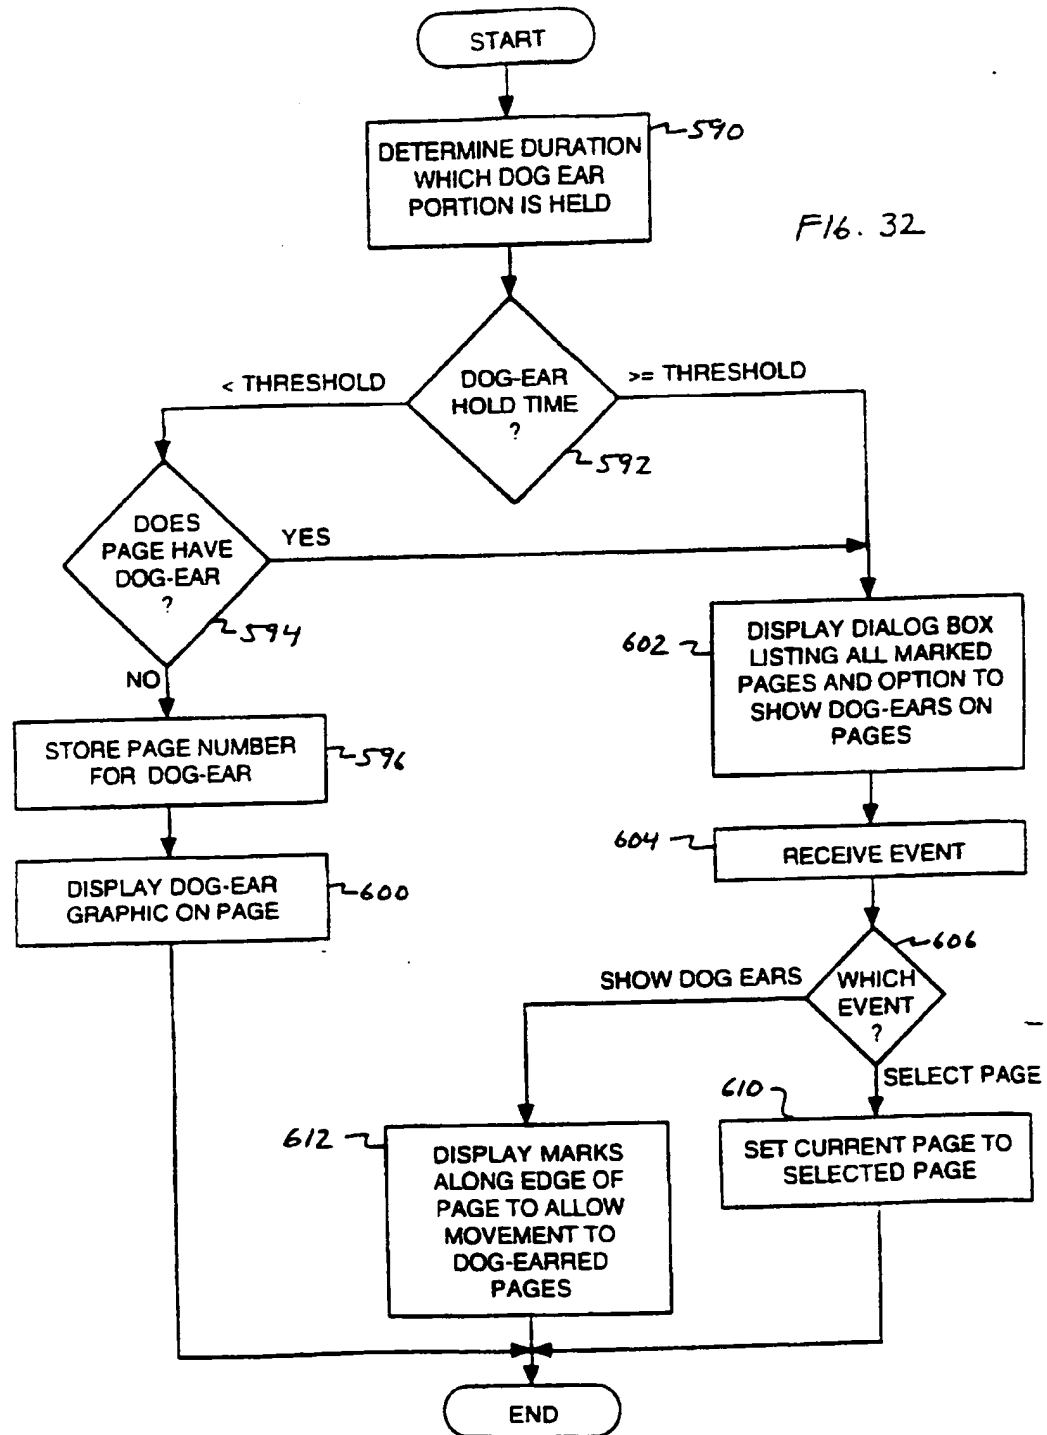 START
DETERMINE DURATION
WHICH DOG EAR
PORTION IS HELD
590
FIG. 32
DOG-EAR
HOLD TIME
?
592
< THRESHOLD
>= THRESHOLD
DOES
PAGE HAVE
DOG-EAR
?
594
YES
NO
STORE PAGE NUMBER
FOR DOG-EAR
596
DISPLAY DOG-EAR
GRAPHIC ON PAGE
600
602
DISPLAY DIALOG BOX
LISTING ALL MARKED
PAGES AND OPTION TO
SHOW DOG-EARS ON
PAGES
604
RECEIVE EVENT
606
WHICH
EVENT
?
SHOW DOG EARS
SELECT PAGE
610
SET CURRENT PAGE TO
SELECTED PAGE
612
DISPLAY MARKS
ALONG EDGE OF
PAGE TO ALLOW
MOVEMENT TO
DOG-EARRED
PAGES
END